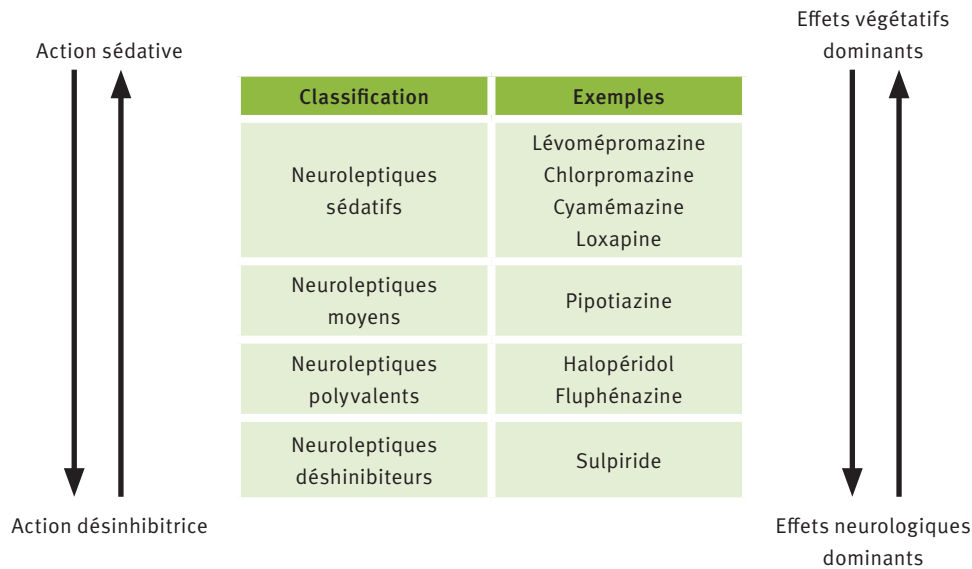 Action sédative
Effets végétatifs
dominants
Classification
Exemples
Neuroleptiques
sédatifs
Lévomépromazine
Chlorpromazine
Cyamémazine
Loxapine
Neuroleptiques
moyens
Pipotiazine
Neuroleptiques
polyvalents
Halopéridol
Fluphénazine
Neuroleptiques
déshinibiteurs
Sulpiride
Action désinhibitrice
Effets neurologiques
dominants